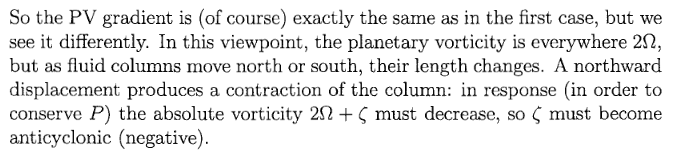 So the PV gradient is (of course) exactly the same as in the first case, but we
see it differently. In this viewpoint, the planetary vorticity is everywhere 2Ω,
but as fluid columns move north or south, their length changes. A northward
displacement produces a contraction of the column: in response (in order to
conserve P) the absolute vorticity 2Ω + ζ must decrease, so ζ must become
anticyclonic (negative).